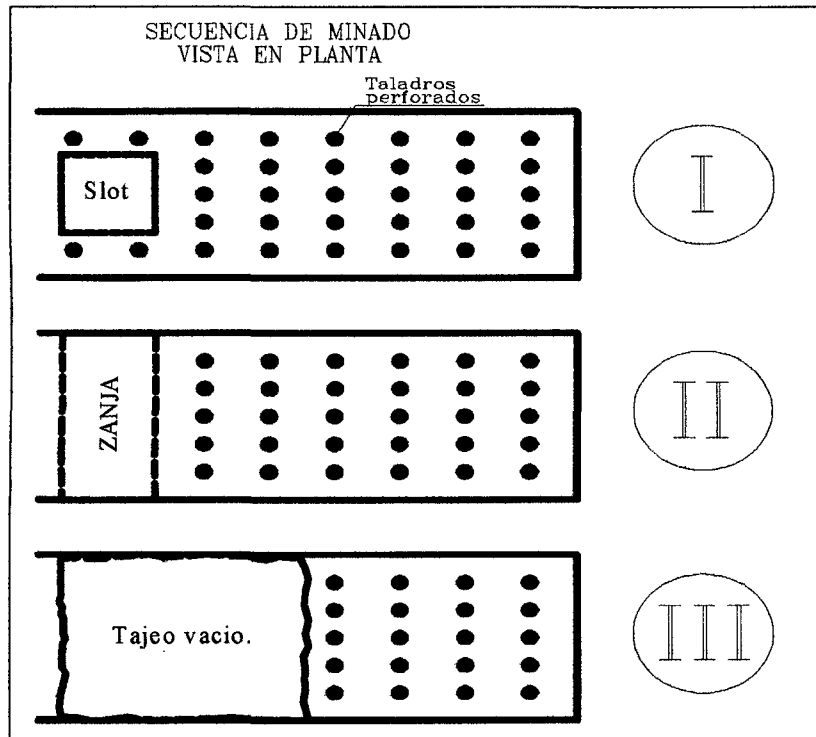 SECUENCIA DE MINADO
VISTA EN PLANTA
Taladros
perforados
Slot
I
ZANJA
II
Tajeo vacio.
III